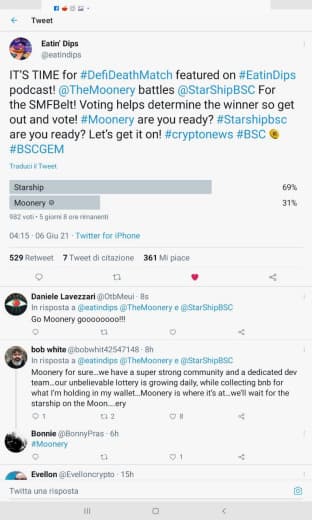 Tweet
Eatin' Dips
@eatindips
IT'S TIME for #DefiDeathMatch featured on #EatinDips
podcast! @TheMoonery battles @StarShipBSC For
the SMFBelt! Voting helps determine the winner so get
out and vote! #Moonery are you ready? #Starshipbsc
are you ready? Let's get it on! #cryptonews #BSC
#BSCGEM
Traduci il Tweet
Starship 69%
Moonery 31%
982 voti • 5 giorni 8 ore rimanenti
04:15 · 06 Giu 21 · Twitter for iPhone
529 Retweet 7 Tweet di citazione 361 Mi piace
Daniele Lavezzari @OtbMeui · 8s
In risposta a @eatindips @TheMoonery e @StarShipBSC
Go Moonery goooooooo!!!
bob white @bobwhit42547148 · 8h
In risposta a @eatindips @TheMoonery e @StarShipBSC
Moonery for sure...we have a super strong community and a dedicated dev
team...our unbelievable lottery is growing daily, while collecting bnb for
what I'm holding in my wallet...Moonery is where it's at...we'll wait for the
starship on the Moon....ery
1 2 8
Bonnie @BonnyPras · 6h
#Moonery
1
Evellon @Evelloncrypto · 15h
Twitta una risposta